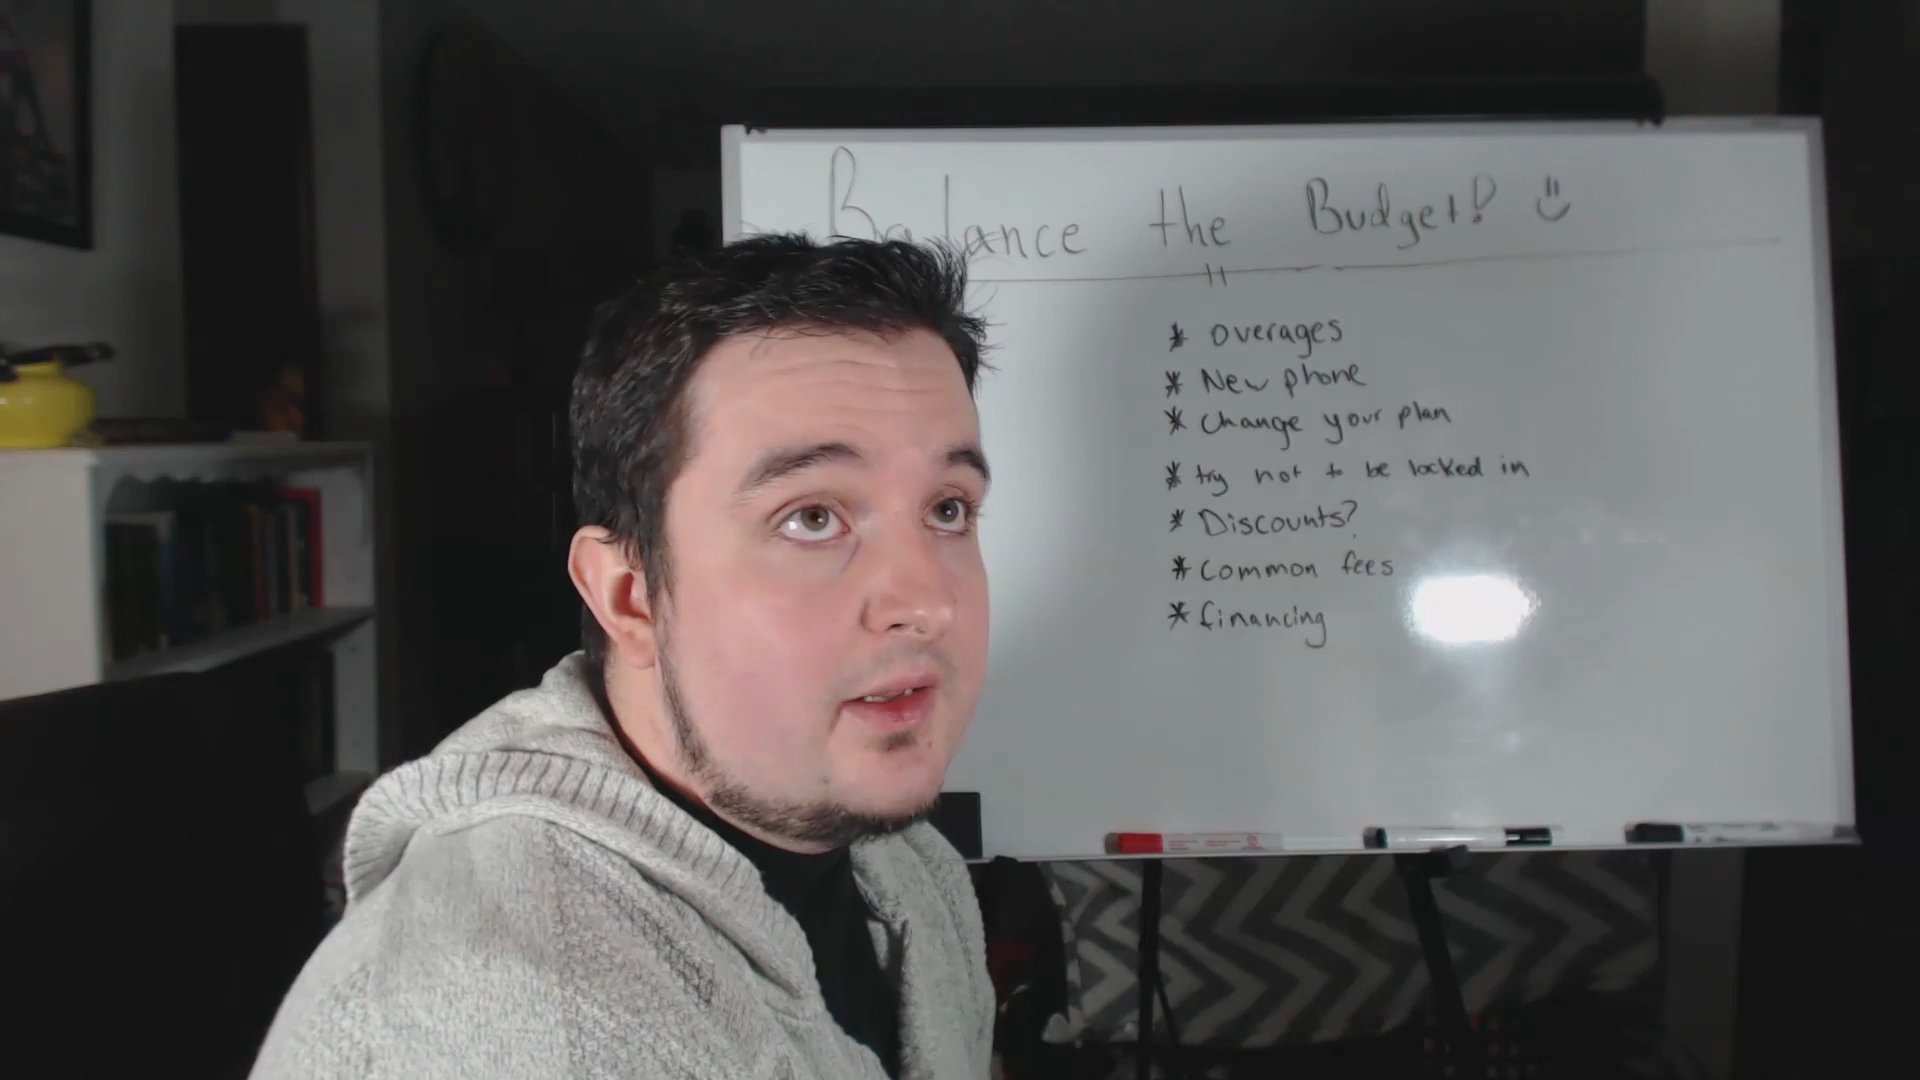 Balance the Budget! :)
* Overages
* New phone
* Change your plan
* try not to be locked in
* Discounts?
* Common fees
* financing